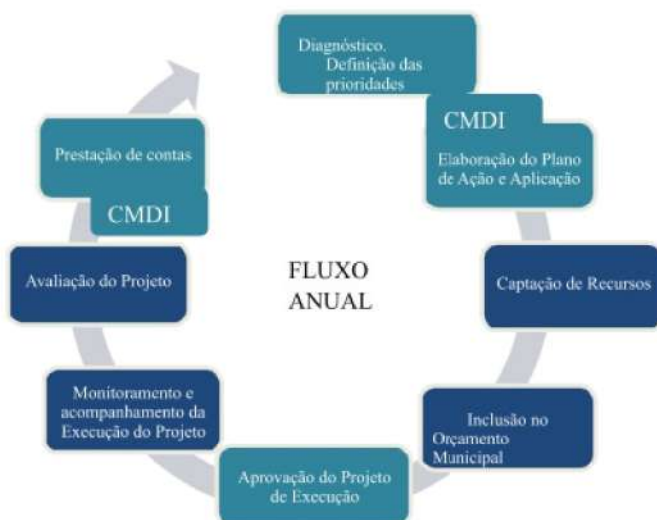 Diagnóstico.
Definição das
prioridades
CMDI
Elaboração do Plano
de Ação e Aplicação
Captação de Recursos
Inclusão no
Orçamento
Municipal
Aprovação do Projeto
de Execução
Monitoramento e
acompanhamento da
Execução do Projeto
Avaliação do Projeto
Prestação de contas
CMDI
FLUXO
ANUAL